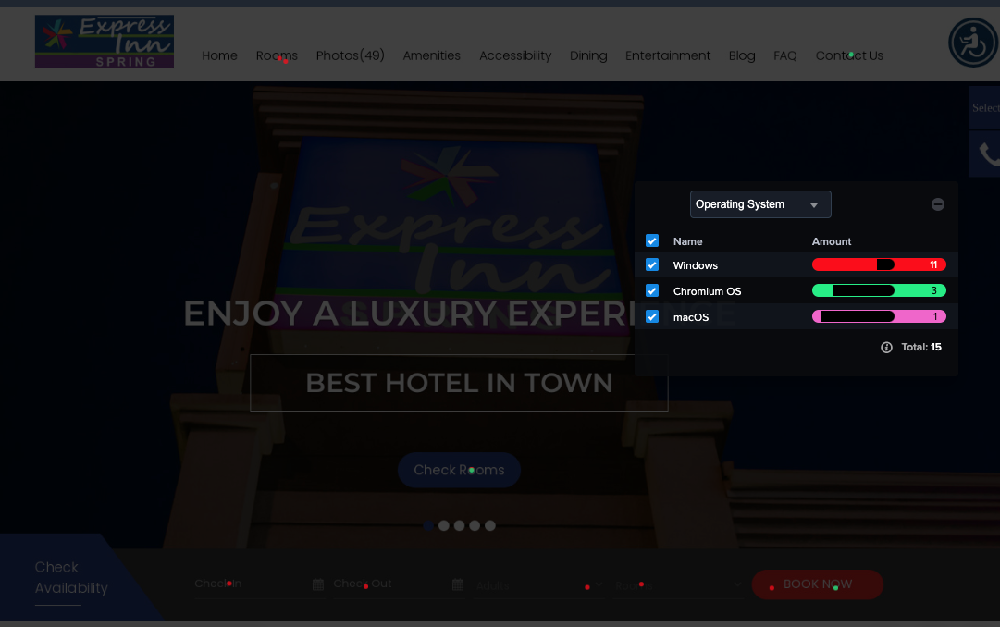 Express
Inn
SPRING
Home Rooms Photos(49) Amenities Accessibility Dining Entertainment Blog FAQ Contact Us
Select
Operating System
Name Amount
Windows 11
Chromium OS 3
macOS 1
Total: 15
Express
Inn
ENJOY A LUXURY EXPERIENCE
BEST HOTEL IN TOWN
Check Rooms
Check
Availability
Check In Check Out Adults Rooms BOOK NOW